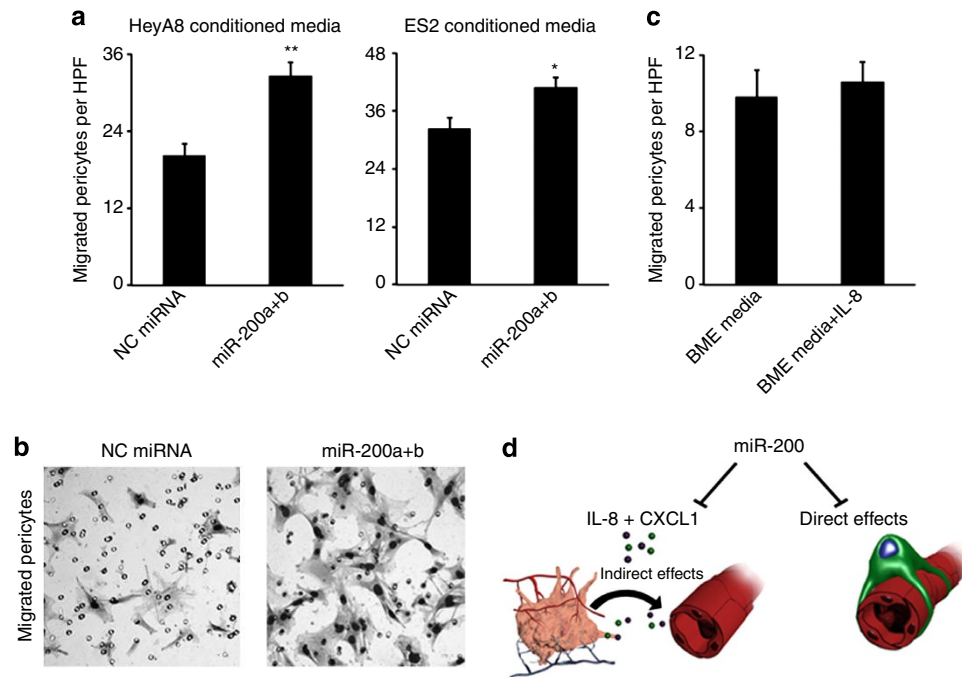 a
HeyA8 conditioned media
Migrated pericytes per HPF
36
24
12
0
**
NC miRNA
miR-200a+b
ES2 conditioned media
48
36
24
12
0
*
NC miRNA
miR-200a+b
c
Migrated pericytes per HPF
12
8
4
0
BME media
BME media+IL-8
b
NC miRNA
miR-200a+b
Migrated pericytes
d
miR-200
IL-8 + CXCL1
Direct effects
Indirect effects